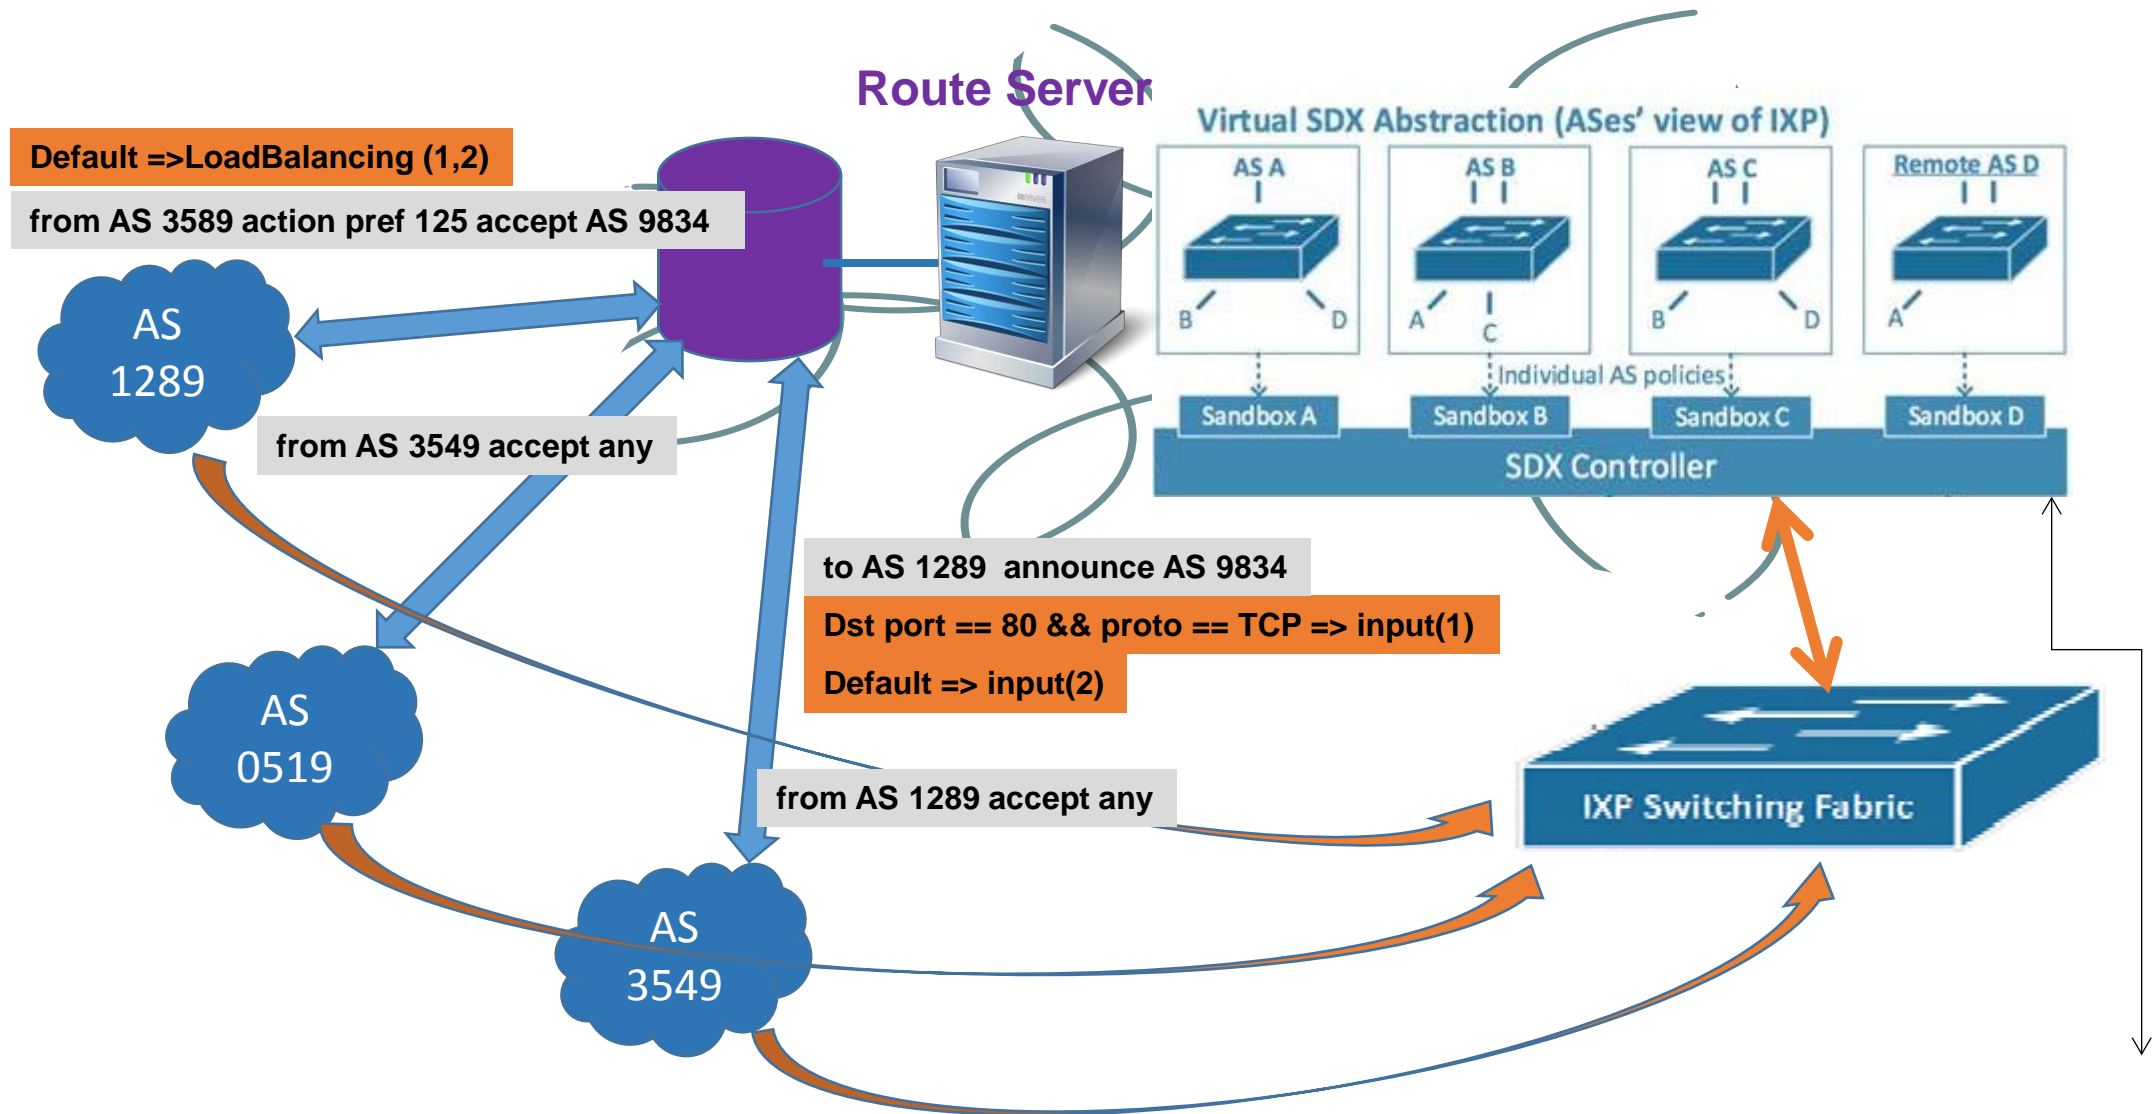 Route Server
Default =>LoadBalancing (1,2)
from AS 3589 action pref 125 accept AS 9834
AS
1289
from AS 3549 accept any
AS
0519
AS
3549
to AS 1289 announce AS 9834
Dst port == 80 && proto == TCP => input(1)
Default => input(2)
from AS 1289 accept any
Virtual SDX Abstraction (ASes' view of IXP)
AS A
AS B
AS C
Remote AS D
B
D
A
C
B
D
A
Individual AS policies
Sandbox A
Sandbox B
Sandbox C
Sandbox D
SDX Controller
IXP Switching Fabric